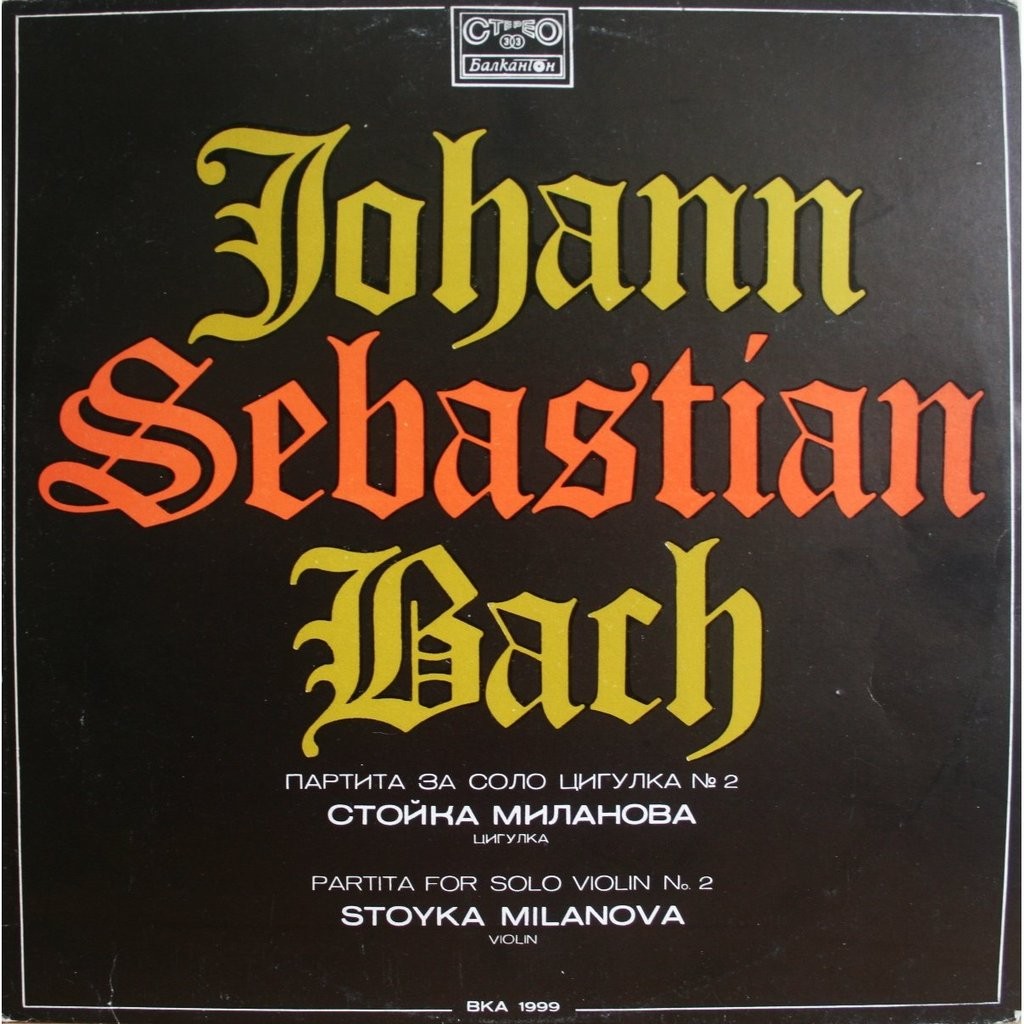 СТЕРЕО
33
Балкантон
Johann
Sebastian
Bach
ПАРТИТА ЗА СОЛО ЦИГУЛКА № 2
СТОЙКА МИЛАНОВА
ЦИГУЛКА
PARTITA FOR SOLO VIOLIN No. 2
STOYKA MILANOVA
VIOLIN
ВКА 1999